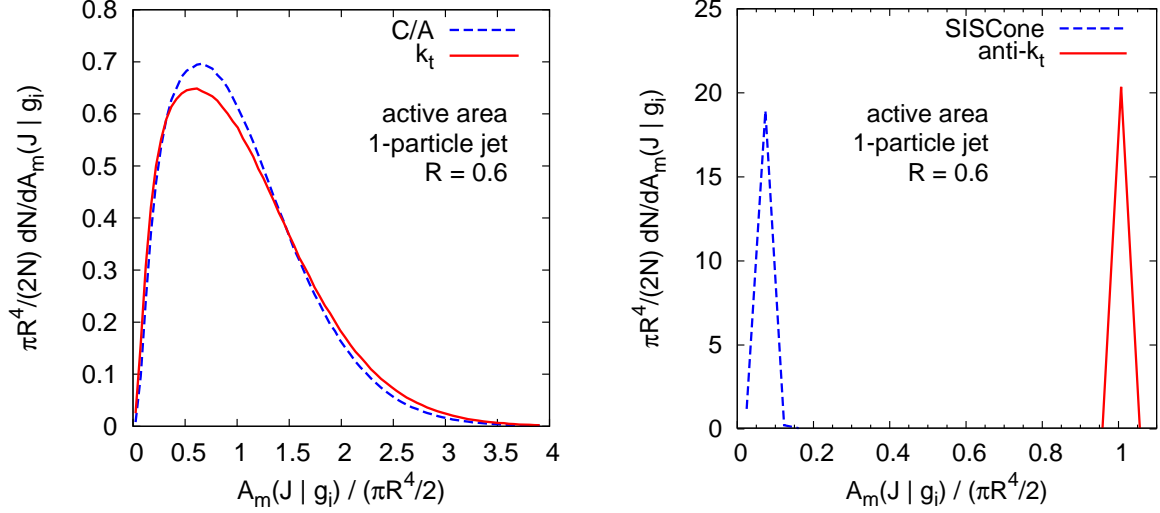 C/A
k_t
active area
1-particle jet
R = 0.6
πR^4/(2N) dN/dA_m(J | g_i)
0.8
0.7
0.6
0.5
0.4
0.3
0.2
0.1
0
0 0.5 1 1.5 2 2.5 3 3.5 4
A_m(J | g_i) / (πR^4/2)
SISCone
anti-k_t
active area
1-particle jet
R = 0.6
πR^4/(2N) dN/dA_m(J | g_i)
25
20
15
10
5
0
0 0.2 0.4 0.6 0.8 1
A_m(J | g_i) / (πR^4/2)